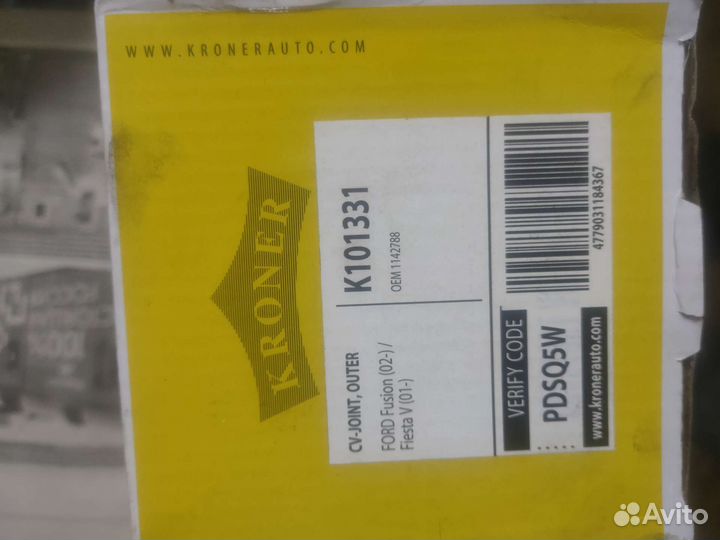 WWW.KRONERAUTO.COM
KRONER
CV-JOINT, OUTER
FORD Fusion (02-) /
Fiesta V (01-)
K101331
OEM 1142788
VERIFY CODE
PDSQ5W
www.kronerauto.com
4779031184367
Avito